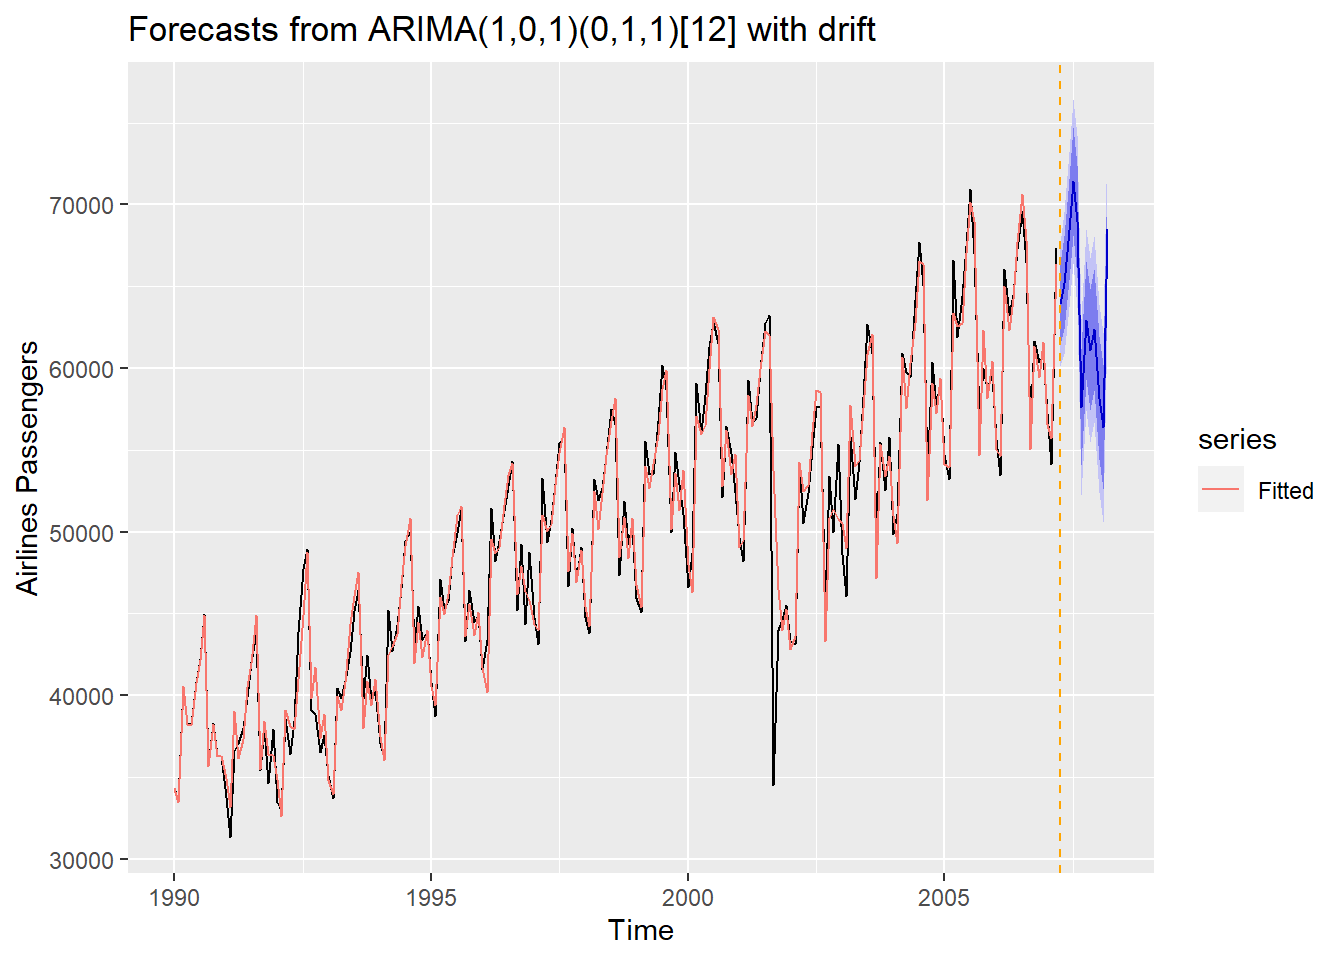 Forecasts from ARIMA(1,0,1)(0,1,1)[12] with drift
70000
60000
50000
40000
30000
Airlines Passengers
1990
1995
2000
2005
Time
series
Fitted